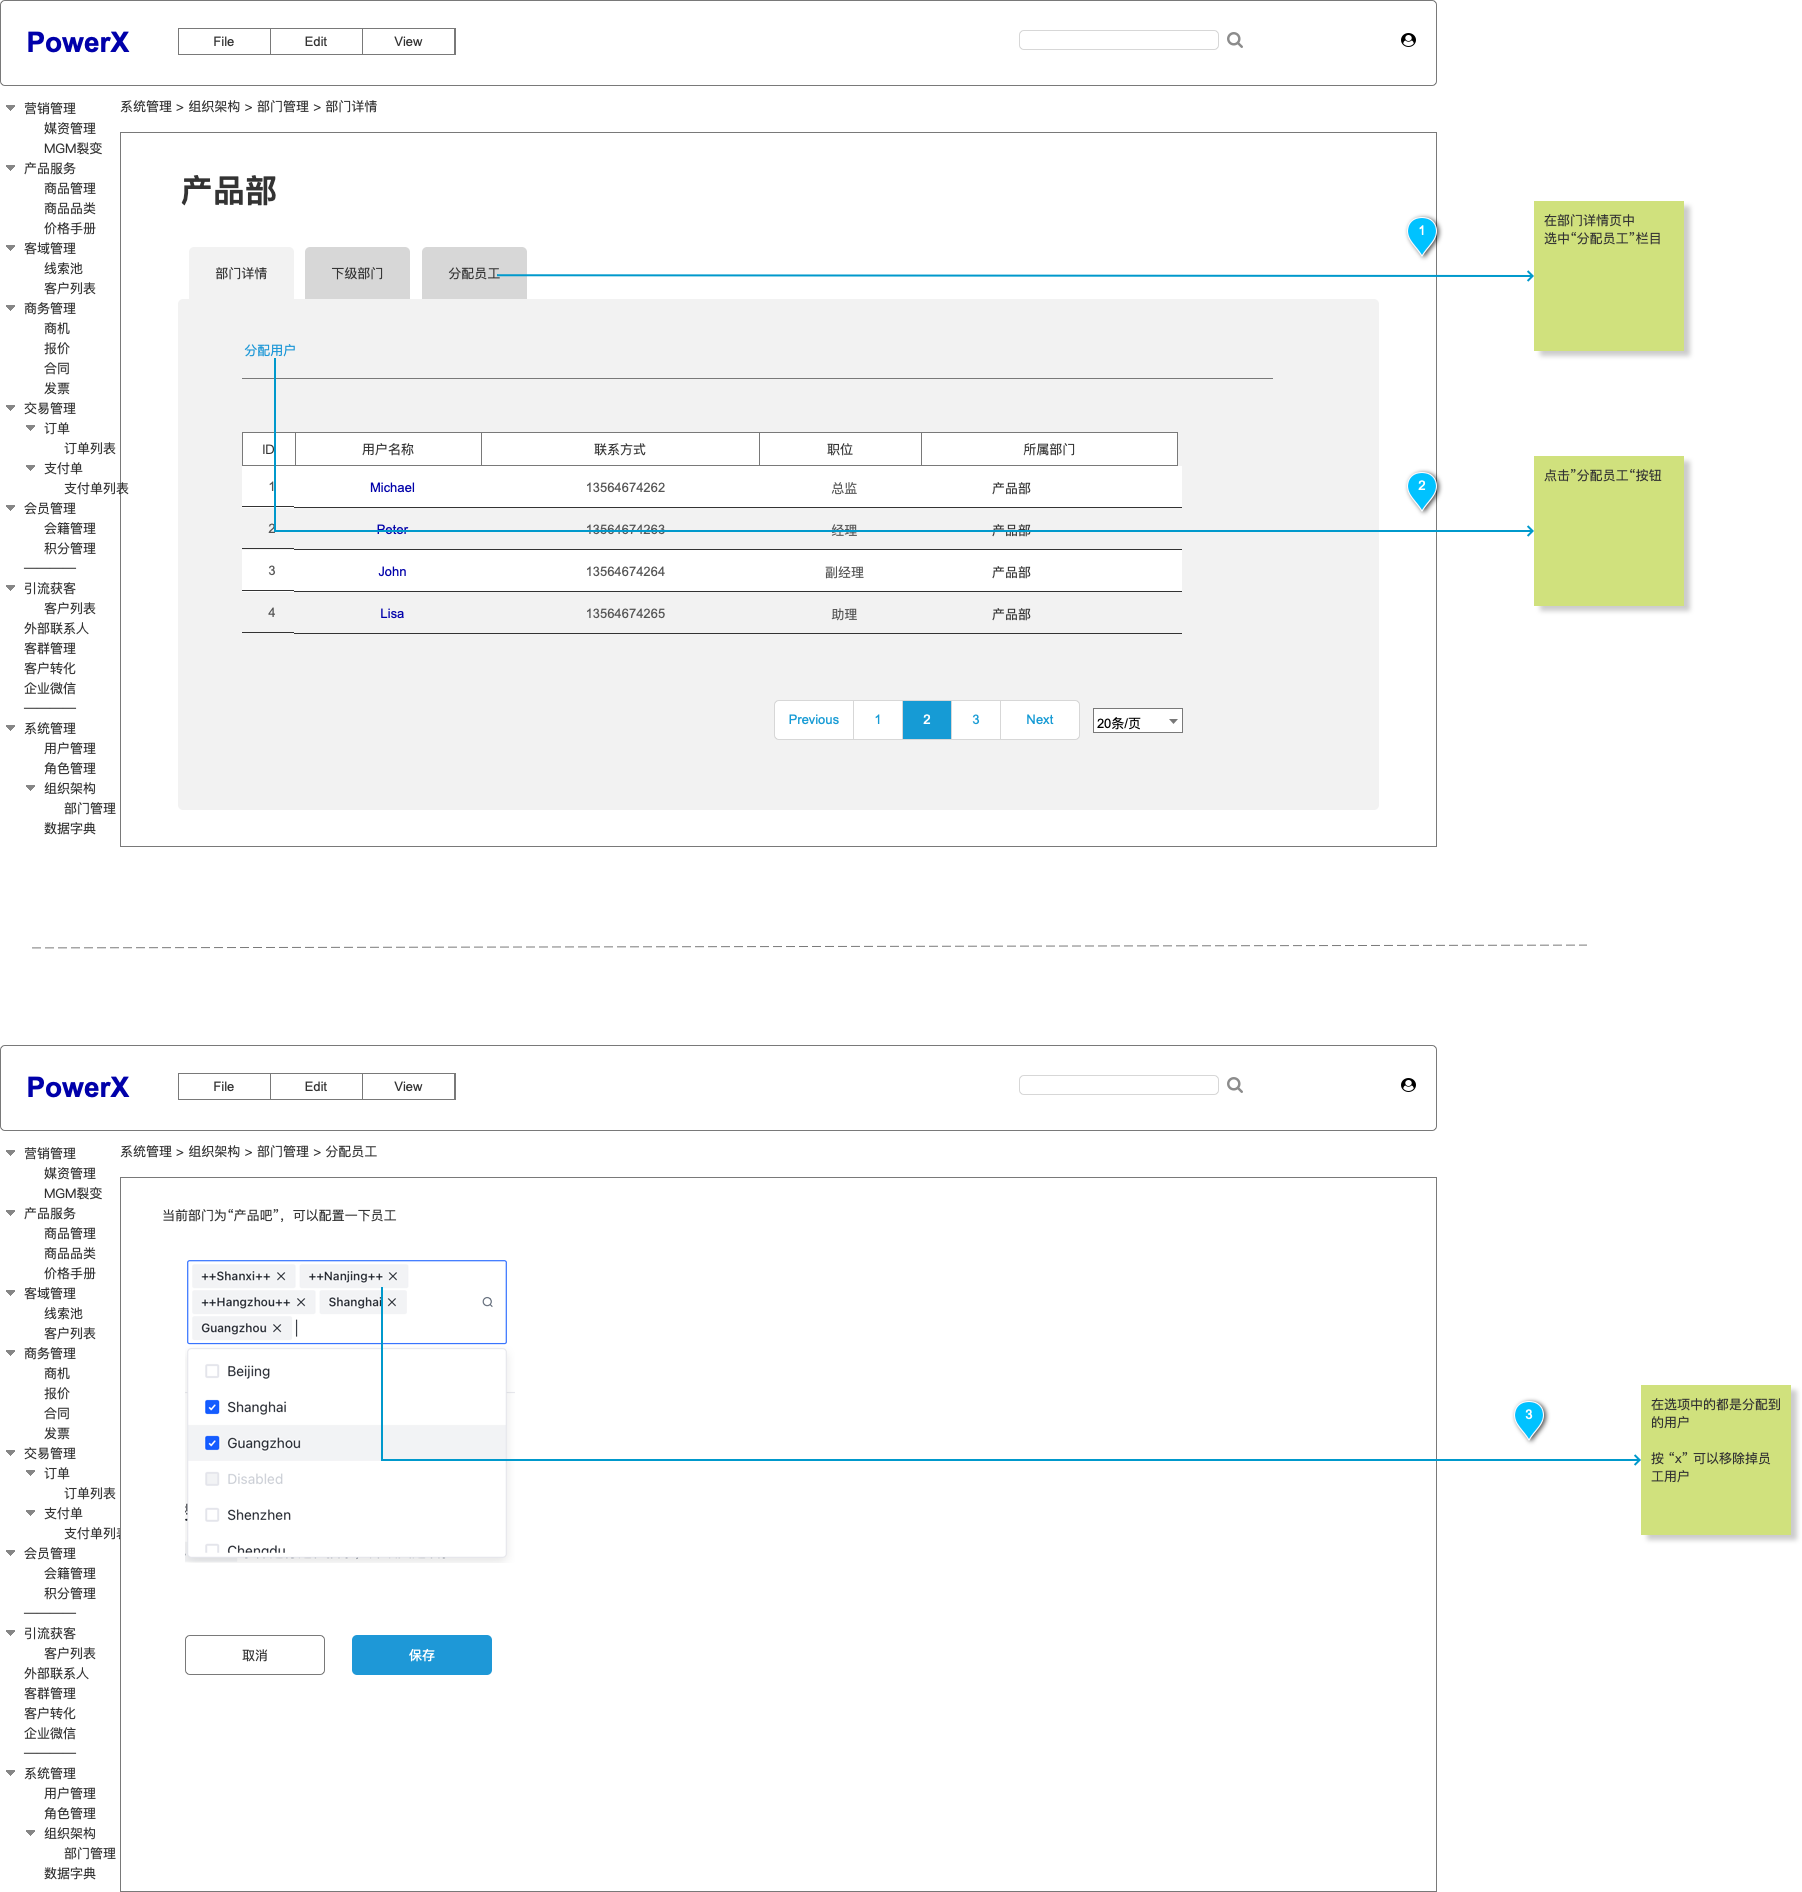 PowerX
File Edit View
系统管理 > 组织架构 > 部门管理 > 部门详情
营销管理
媒资管理
MGM裂变
产品服务
商品管理
商品品类
价格手册
客域管理
线索池
客户列表
商务管理
商机
报价
合同
发票
交易管理
订单
订单列表
支付单
支付单列表
会员管理
会籍管理
积分管理
引流获客
客户列表
外部联系人
客群管理
客户转化
企业微信
系统管理
用户管理
角色管理
组织架构
部门管理
数据字典
产品部
部门详情 下级部门 分配员工
分配用户
ID 用户名称 联系方式 职位 所属部门
1 Michael 13564674262 总监 产品部
2 Peter 13564674263 经理 产品部
3 John 13564674264 副经理 产品部
4 Lisa 13564674265 助理 产品部
Previous 1 2 3 Next 20条/页
1
在部门详情页中
选中“分配员工”栏目
2
点击”分配员工“按钮
PowerX
File Edit View
系统管理 > 组织架构 > 部门管理 > 分配员工
营销管理
媒资管理
MGM裂变
产品服务
商品管理
商品品类
价格手册
客域管理
线索池
客户列表
商务管理
商机
报价
合同
发票
交易管理
订单
订单列表
支付单
支付单列表
会员管理
会籍管理
积分管理
引流获客
客户列表
外部联系人
客群管理
客户转化
企业微信
系统管理
用户管理
角色管理
组织架构
部门管理
数据字典
当前部门为“产品吧”，可以配置一下员工
++Shanxi++ ++Nanjing++
++Hangzhou++ Shanghai
Guangzhou
Beijing
Shanghai
Guangzhou
Disabled
Shenzhen
Chengdu
取消 保存
3
在选项中的都是分配到
的用户
按 “x” 可以移除掉员
工用户